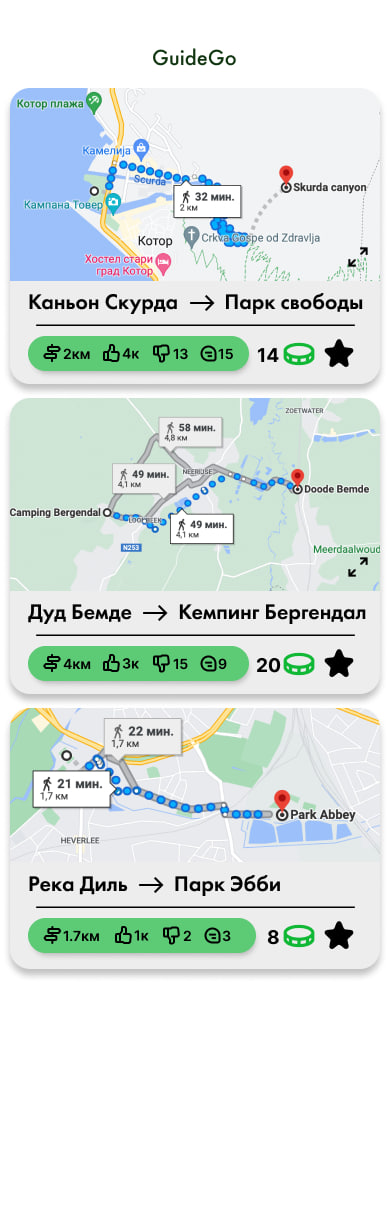 GuideGo
Котор плажа
Камелија
Scurda
32 мин.
2 км
Skurda canyon
Кампана Товер
Котор
Crkva Gospe od Zdravlja
Хостел стари
град Котор
Каньон Скурда → Парк свободы
2км 4к 13 15 14
ZOETWATER
58 мин.
4,8 км
NEERIJSE
49 мин.
4,1 км
Doode Bemde
Camping Bergendal
49 мин.
4,1 км
N253
Meerdaalwoud
Дуд Бемде → Кемпинг Бергендал
4км 3к 15 9 20
22 мин.
1,7 км
21 мин.
1,7 км
Park Abbey
HEVERLEE
Река Диль → Парк Эбби
1.7км 1к 2 3 8